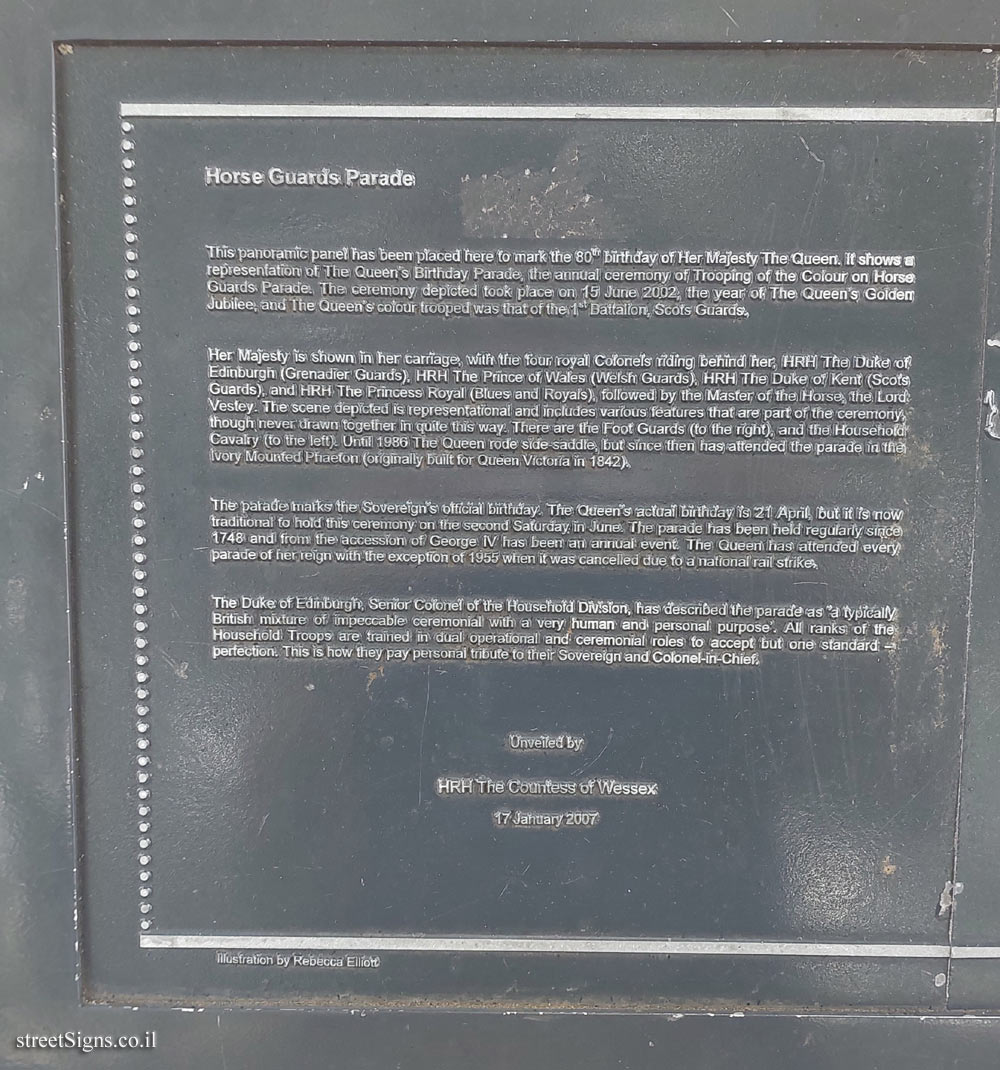 Horse Guards Parade
This panoramic panel has been placed here to mark the 80th birthday of Her Majesty The Queen. It shows a
representation of The Queen's Birthday Parade, the annual ceremony of Trooping of the Colour on Horse
Guards Parade. The ceremony depicted took place on 15 June 2002, the year of The Queen's Golden
Jubilee, and The Queen's colour trooped was that of the 1st Battalion, Scots Guards.
Her Majesty is shown in her carriage, with the four royal Colonels riding behind her, HRH The Duke of
Edinburgh (Grenadier Guards), HRH The Prince of Wales (Welsh Guards), HRH The Duke of Kent (Scots
Guards), and HRH The Princess Royal (Blues and Royals), followed by the Master of the Horse, the Lord
Vestey. The scene depicted is representational and includes various features that are part of the ceremony,
though never drawn together in quite this way. There are the Foot Guards (to the right), and the Household
Cavalry (to the left). Until 1986 The Queen rode side-saddle, but since then has attended the parade in the
Ivory Mounted Phaeton (originally built for Queen Victoria in 1842).
The parade marks the Sovereign's official birthday. The Queen's actual birthday is 21 April, but it is now
traditional to hold this ceremony on the second Saturday in June. The parade has been held regularly since
1748 and from the accession of George IV has been an annual event. The Queen has attended every
parade of her reign with the exception of 1955 when it was cancelled due to a national rail strike.
The Duke of Edinburgh, Senior Colonel of the Household Division, has described the parade as 'a typically
British mixture of impeccable ceremonial with a very human and personal purpose'. All ranks of the
Household Troops are trained in dual operational and ceremonial roles to accept but one standard –
perfection. This is how they pay personal tribute to their Sovereign and Colonel-in-Chief.
Unveiled by
HRH The Countess of Wessex
17 January 2007
Illustration by Rebecca Elliott
streetSigns.co.il